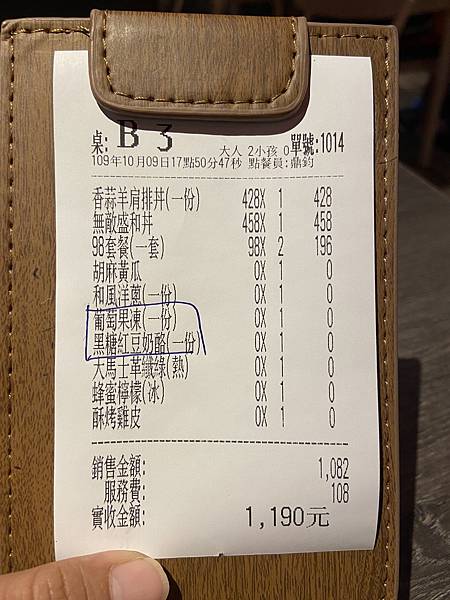 桌: B 3 大人 2小孩 0 單號:1014
109年10月09日17點50分47秒 點餐員:鼎鈞
香蒜羊肩排丼(一份) 428X 1 428
無敵盛和丼 458X 1 458
98套餐(一套) 98X 2 196
胡麻黃瓜 0X 1 0
和風洋蔥(一份) 0X 1 0
葡萄果凍(一份) 0X 1 0
黑糖紅豆奶酪(一份) 0X 1 0
大馬士革纖綠(熱) 0X 1 0
蜂蜜檸檬(冰) 0X 1 0
酥烤雞皮 0X 1 0
銷售金額: 1,082
服務費: 108
實收金額: 1,190元